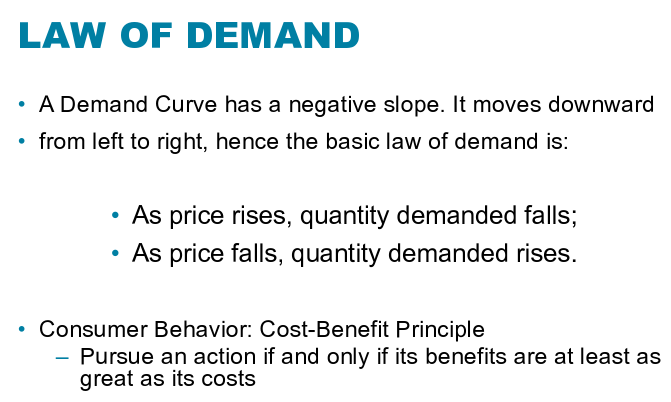 LAW OF DEMAND
• A Demand Curve has a negative slope. It moves downward
• from left to right, hence the basic law of demand is:
• As price rises, quantity demanded falls;
• As price falls, quantity demanded rises.
• Consumer Behavior: Cost-Benefit Principle
– Pursue an action if and only if its benefits are at least as
great as its costs